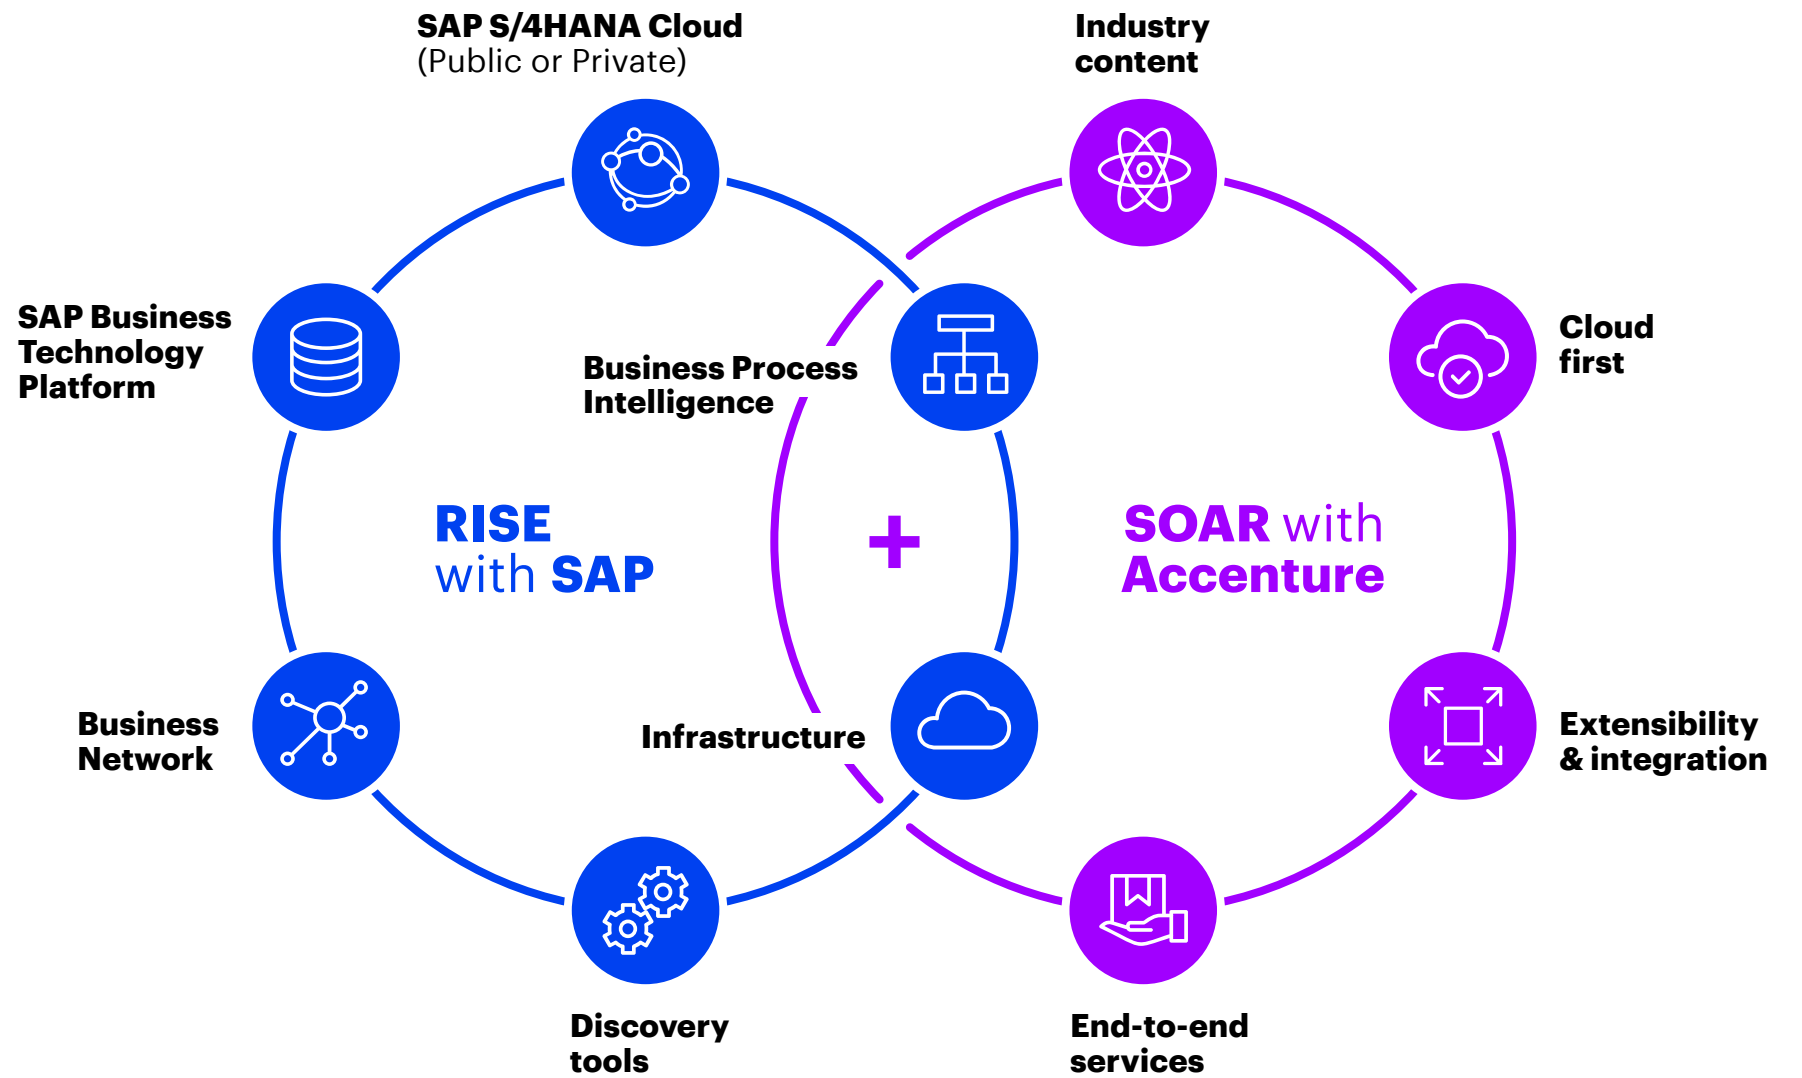 SAP S/4HANA Cloud
(Public or Private)
Industry
content
SAP Business
Technology
Platform
Business Process
Intelligence
Cloud
first
RISE
with SAP
+
SOAR with
Accenture
Business
Network
Infrastructure
Extensibility
& integration
Discovery
tools
End-to-end
services